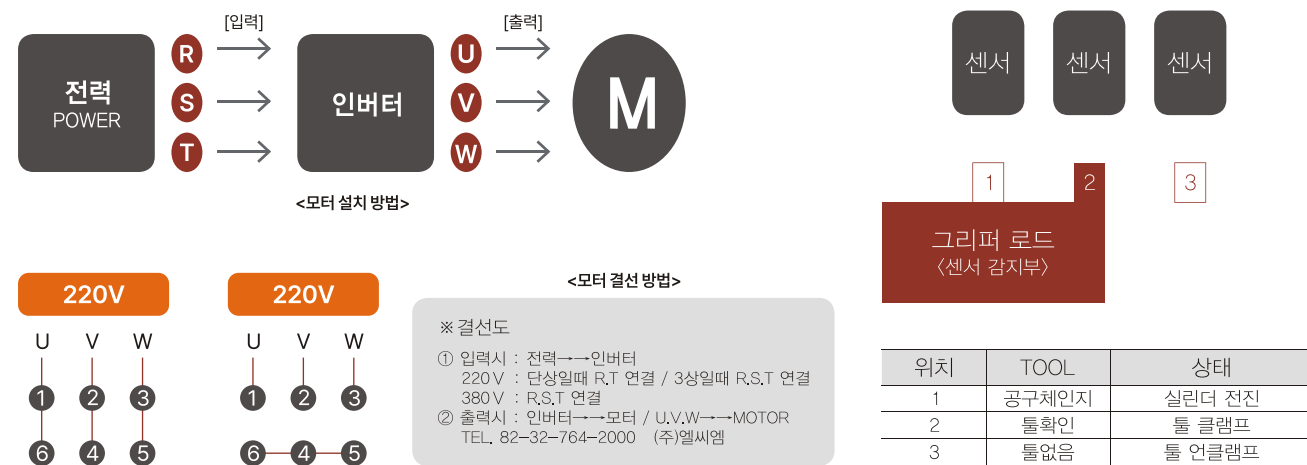 [입력]
[출력]
전력
POWER
R
S
T
인버터
U
V
W
M
<모터 설치 방법>
센서
센서
센서
1
2
3
그리퍼 로드
〈센서 감지부〉
220V
U V W
1 2 3
6 4 5
220V
U V W
1 2 3
6 4 5
<모터 결선 방법>
※ 결선도
① 입력시 : 전력→→인버터
220V : 단상일때 R.T 연결 / 3상일때 R.S.T 연결
380V : R.S.T 연결
② 출력시 : 인버터→→모터 / U.V.W→→MOTOR
TEL. 82-32-764-2000 (주)엘씨엠
위치 TOOL 상태
1 공구체인지 실린더 전진
2 툴확인 툴 클램프
3 툴없음 툴 언클램프